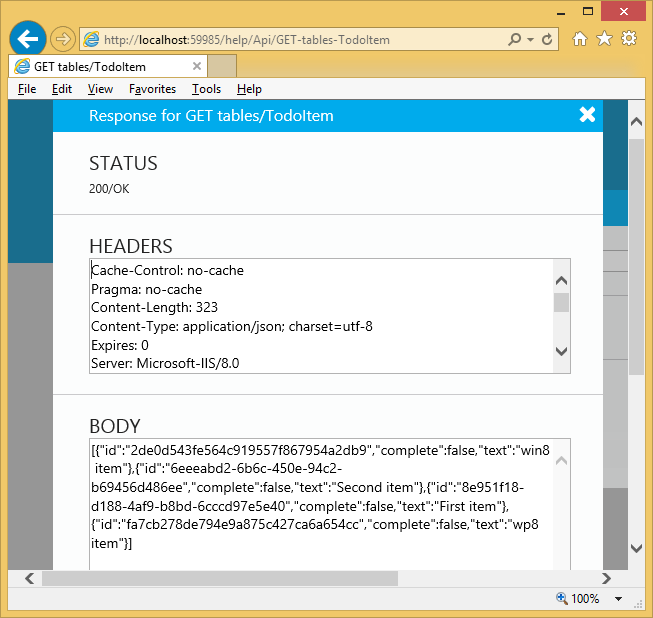 http://localhost:59985/help/Api/GET-tables-TodoItem
GET tables/TodoItem
File Edit View Favorites Tools Help
Response for GET tables/TodoItem
STATUS
200/OK
HEADERS
Cache-Control: no-cache
Pragma: no-cache
Content-Length: 323
Content-Type: application/json; charset=utf-8
Expires: 0
Server: Microsoft-IIS/8.0
BODY
[{"id":"2de0d543fe564c919557f867954a2db9","complete":false,"text":"win8
item"},{"id":"6eeeabd2-6b6c-450e-94c2-
b69456d486ee","complete":false,"text":"Second item"},{"id":"8e951f18-
d188-4af9-b8bd-6cccd97e5e40","complete":false,"text":"First item"},
{"id":"fa7cb278de794e9a875c427ca6a654cc","complete":false,"text":"wp8
item"}]
100%